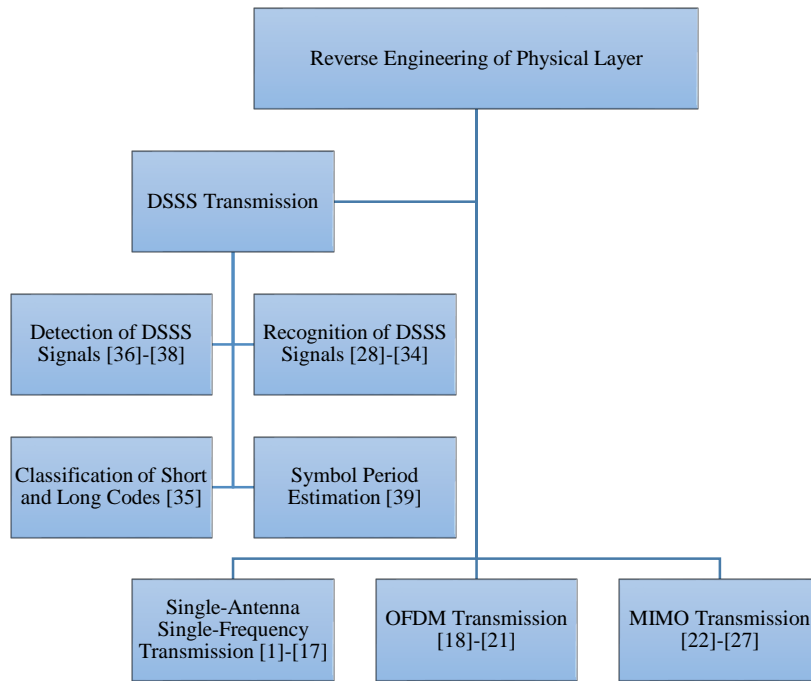 Reverse Engineering of Physical Layer
DSSS Transmission
Detection of DSSS
Signals [36]-[38]
Recognition of DSSS
Signals [28]-[34]
Classification of Short
and Long Codes [35]
Symbol Period
Estimation [39]
Single-Antenna
Single-Frequency
Transmission [1]-[17]
OFDM Transmission
[18]-[21]
MIMO Transmission
[22]-[27]